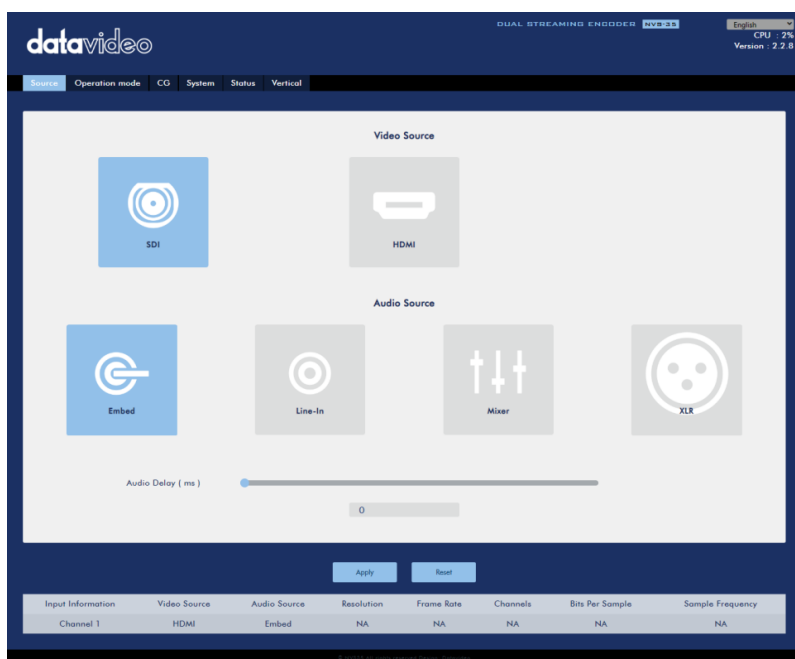 DUAL STREAMING ENCODER NVS-35
English
CPU : 2%
Version : 2.2.8
datavideo
Source Operation mode CG System Status Vertical
Video Source
SDI HDMI
Audio Source
Embed Line-In Mixer XLR
Audio Delay ( ms )
0
Apply Reset
Input Information Video Source Audio Source Resolution Frame Rate Channels Bits Per Sample Sample Frequency
Channel 1 HDMI Embed NA NA NA NA NA